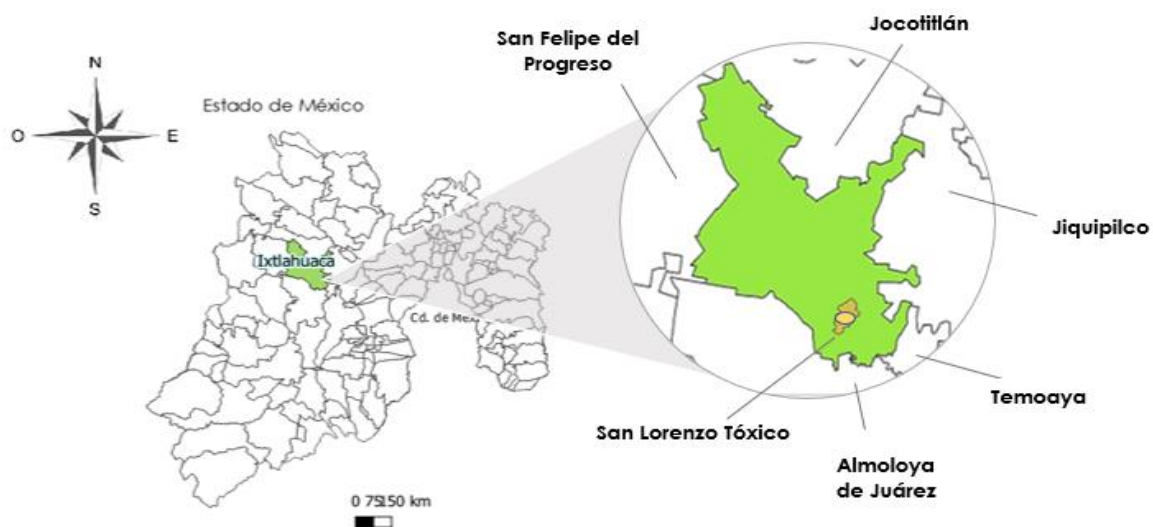 N
O
E
S
Estado de México
Ixtlahuaca
Cd. de Mex
0 75150 km
San Felipe del
Progreso
Jocotitlán
Jiquipilco
Temoaya
San Lorenzo Tóxico
Almoloya
de Juárez